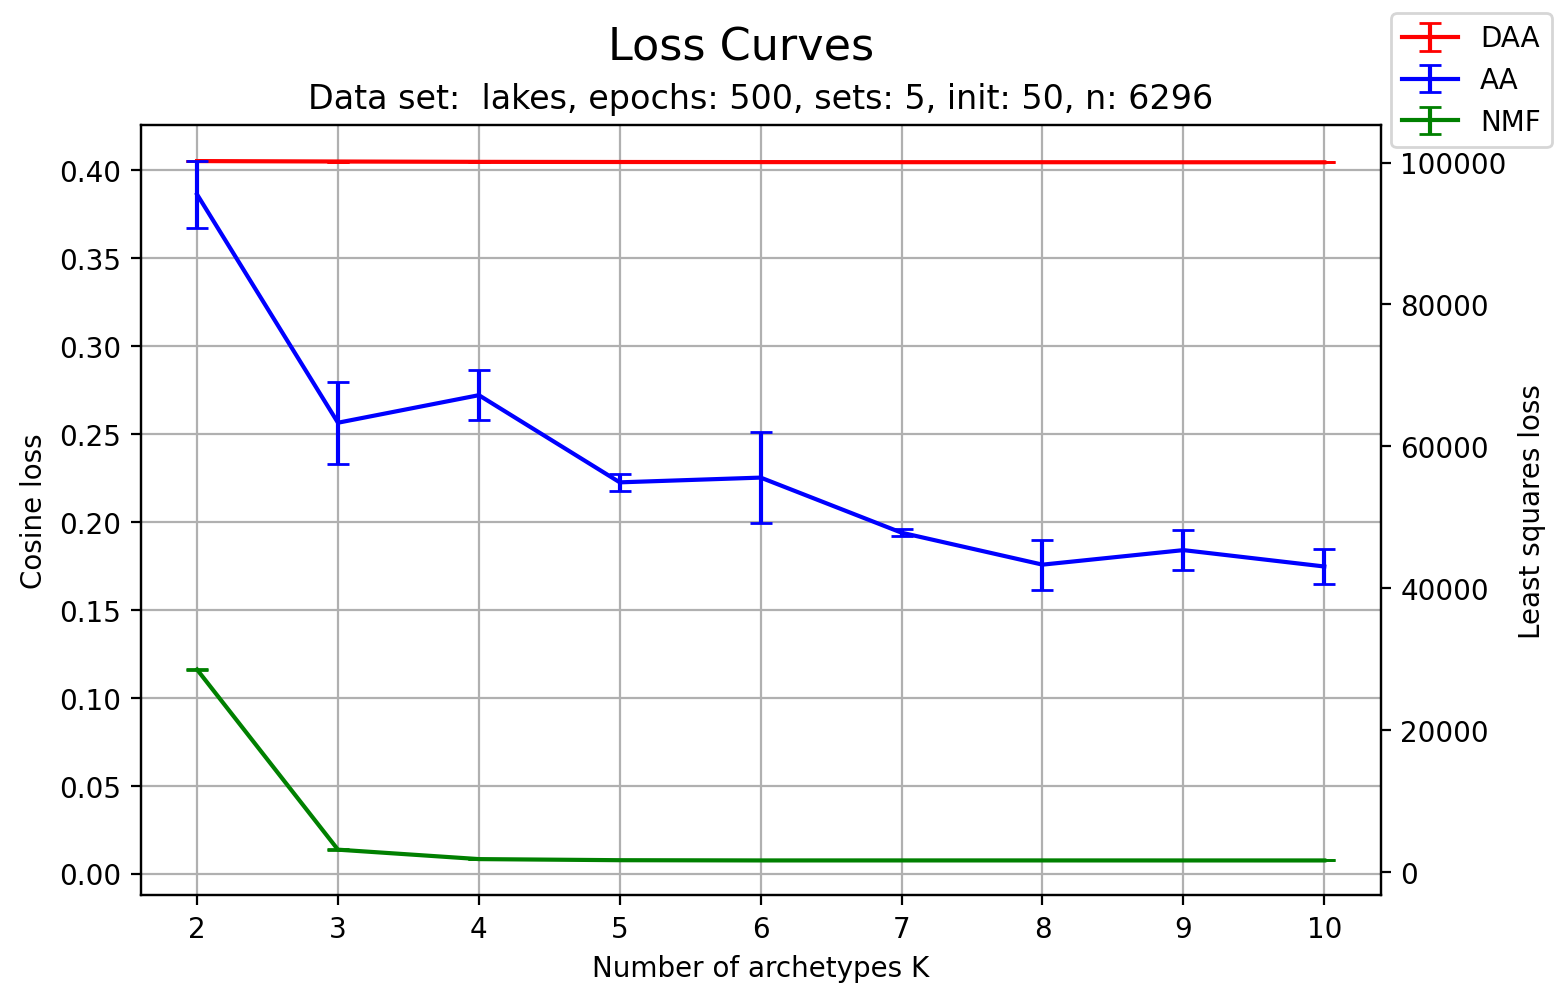 Loss Curves
Data set:  lakes, epochs: 500, sets: 5, init: 50, n: 6296
DAA
AA
NMF
Cosine loss
0.40
0.35
0.30
0.25
0.20
0.15
0.10
0.05
0.00
100000
80000
60000
40000
20000
0
Least squares loss
2 3 4 5 6 7 8 9 10
Number of archetypes K